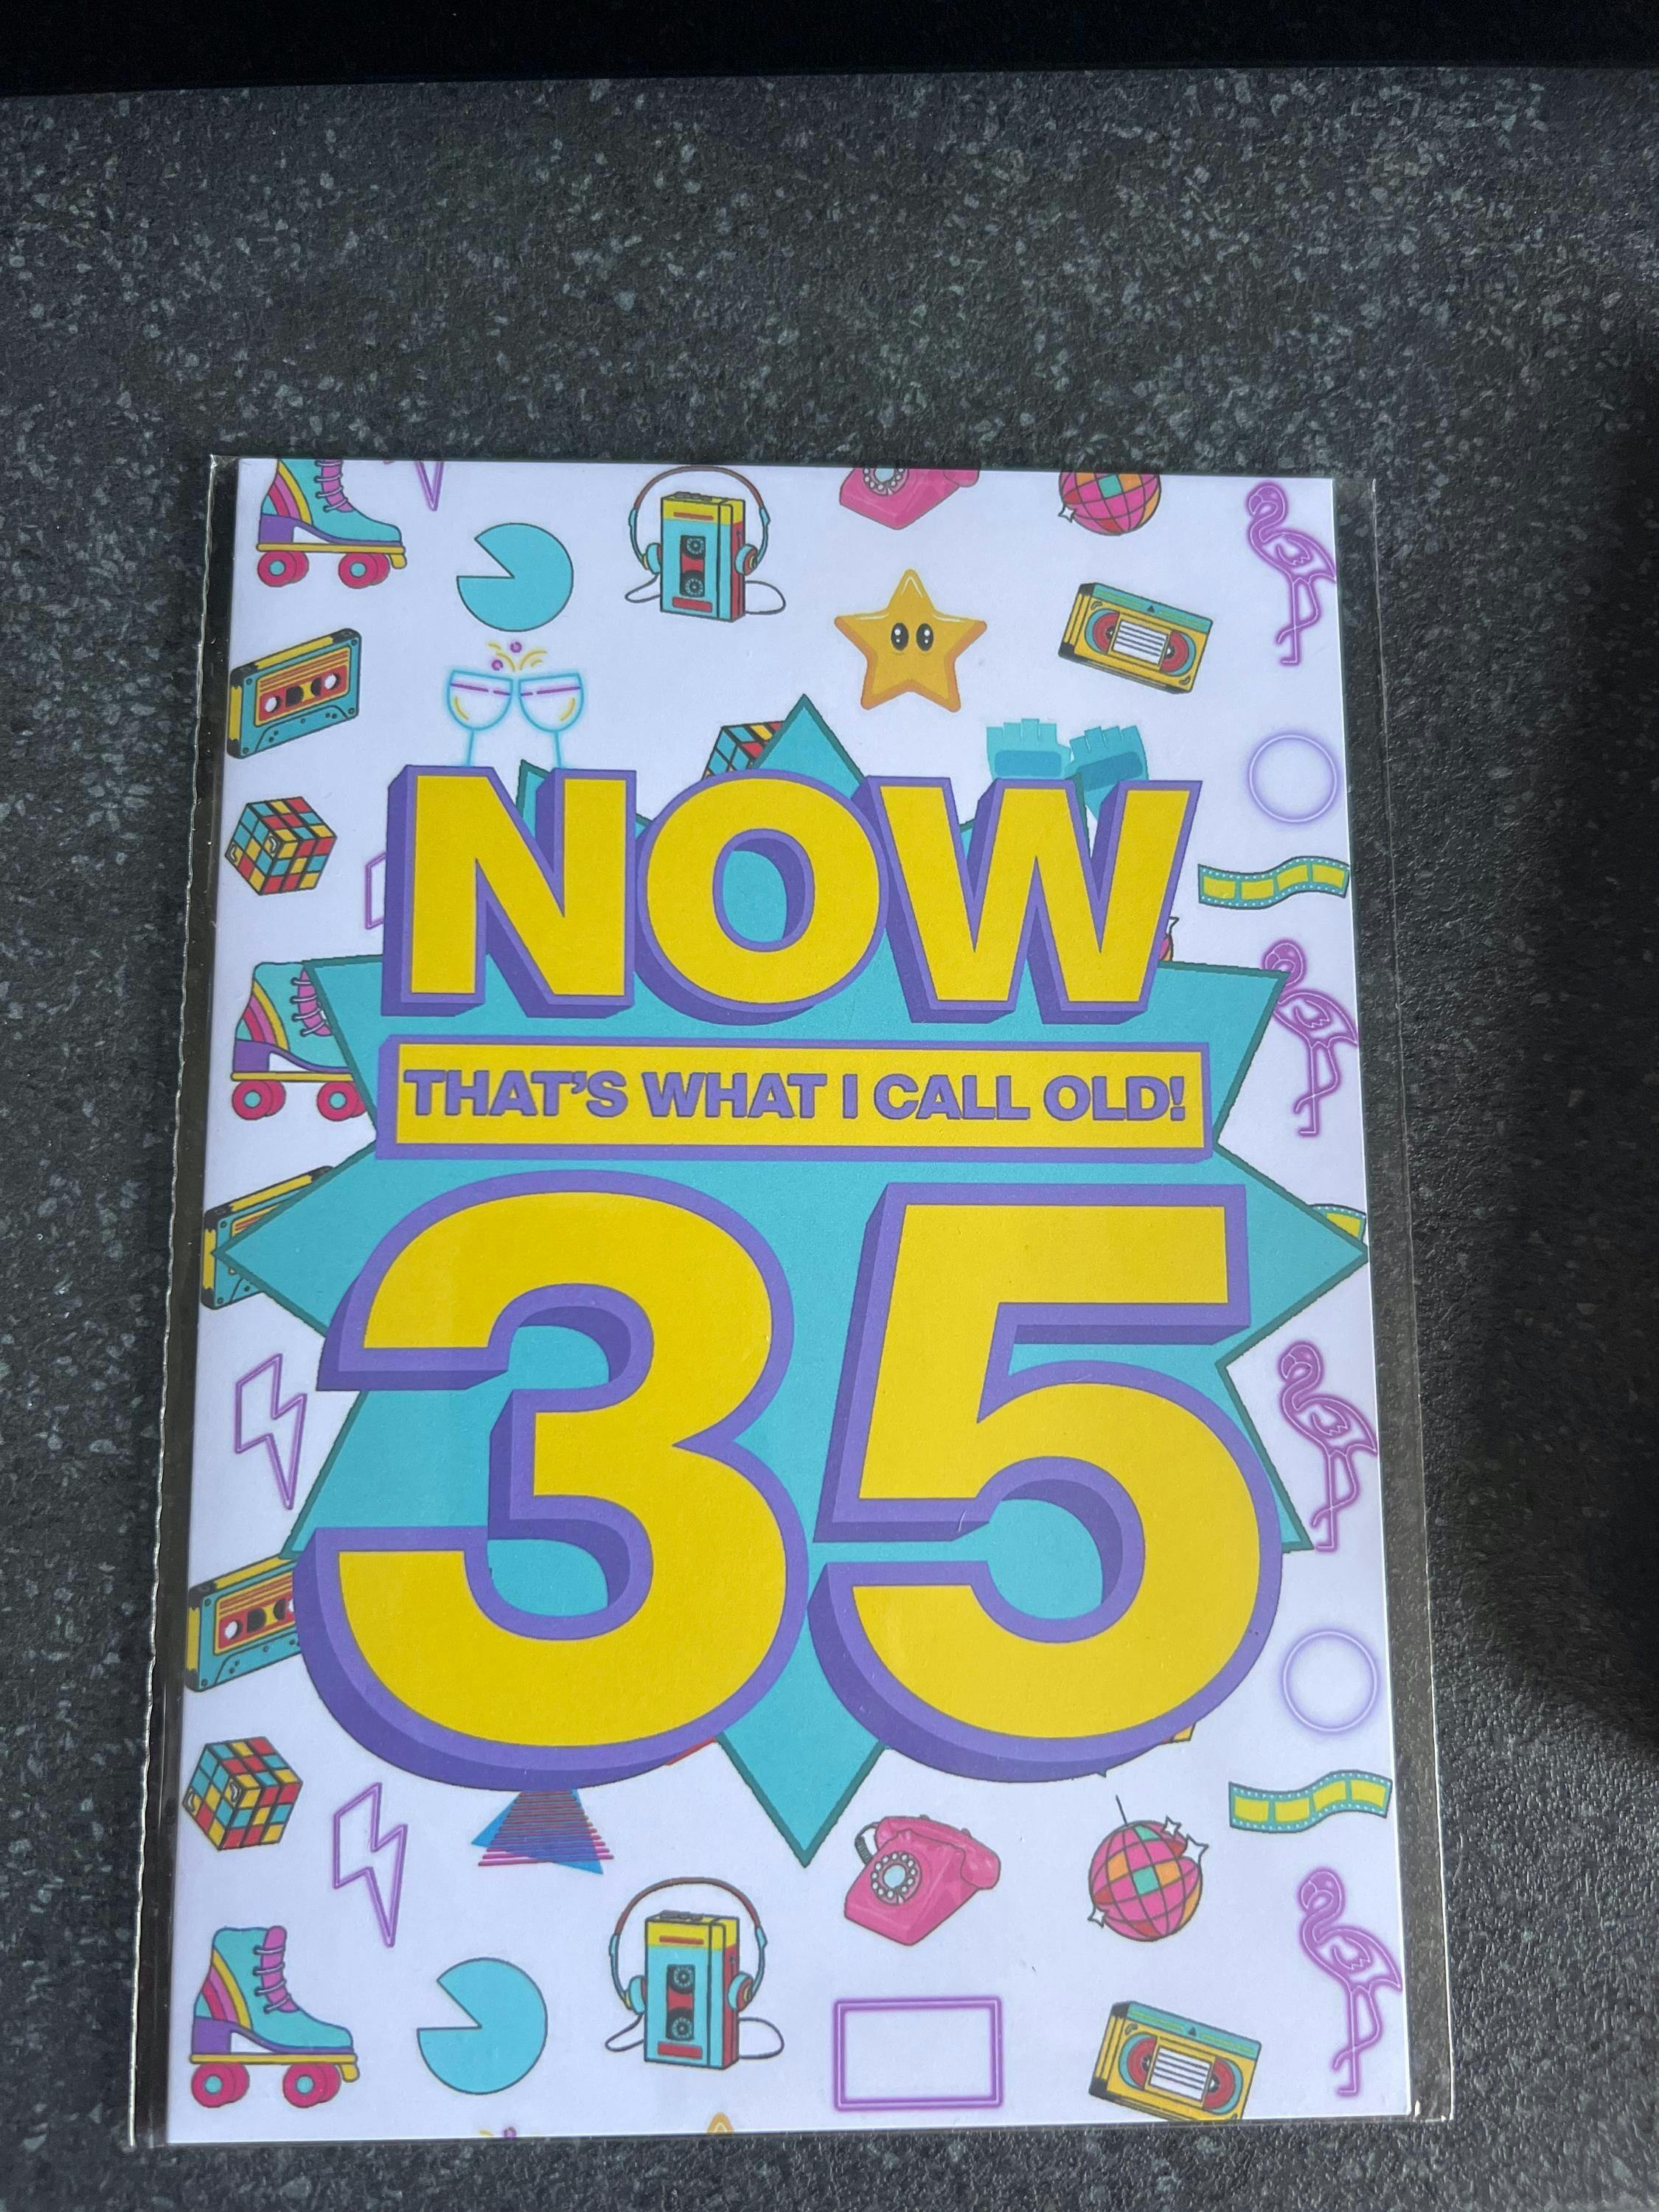 NOW
THAT'S WHAT I CALL OLD!
35